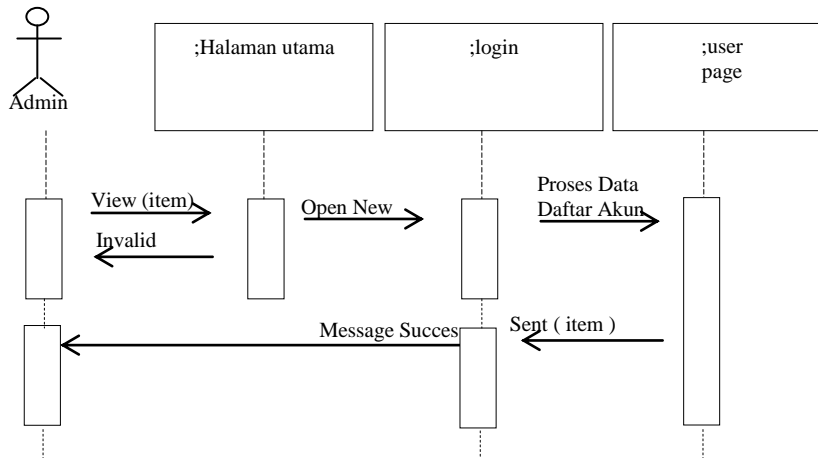 ;Halaman utama
;login
;user
page
Admin
View (item)
Open New
Proses Data
Daftar Akun
Invalid
Message Succes
Sent ( item )